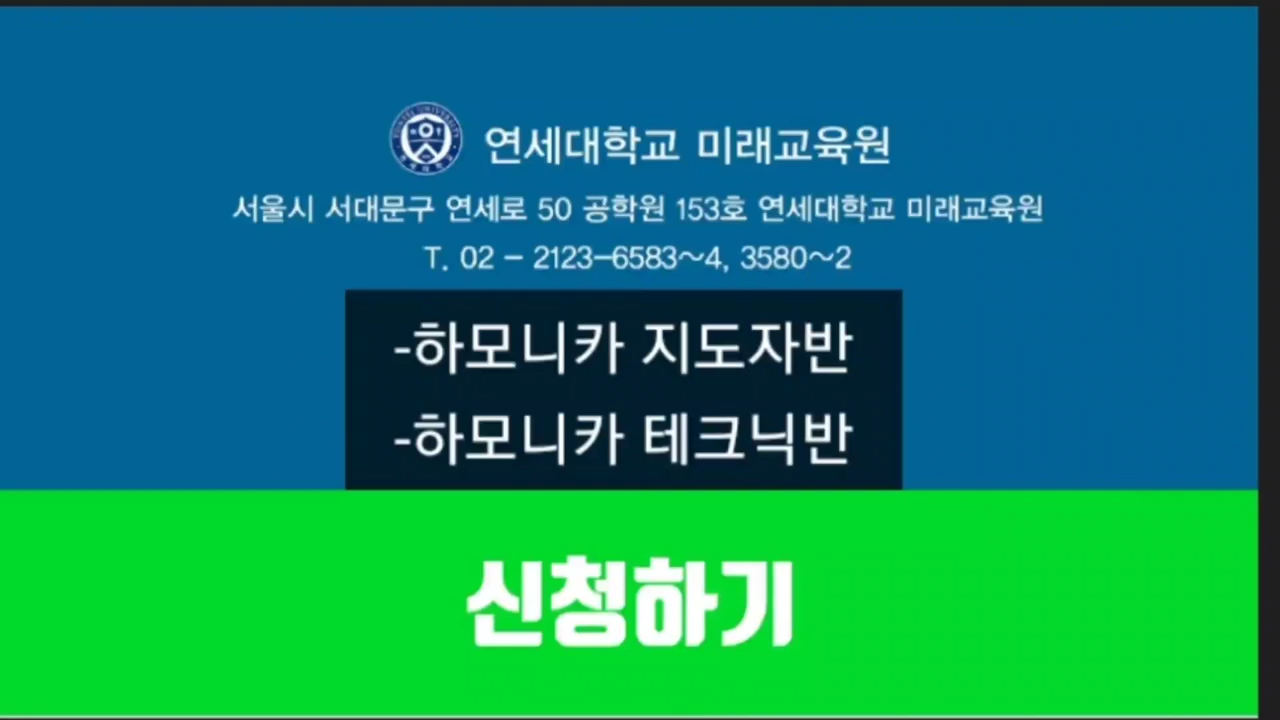 연세대학교 미래교육원
서울시 서대문구 연세로 50 공학원 153호 연세대학교 미래교육원
T. 02 - 2123-6583~4, 3580~2
-하모니카 지도자반
-하모니카 테크닉반
신청하기